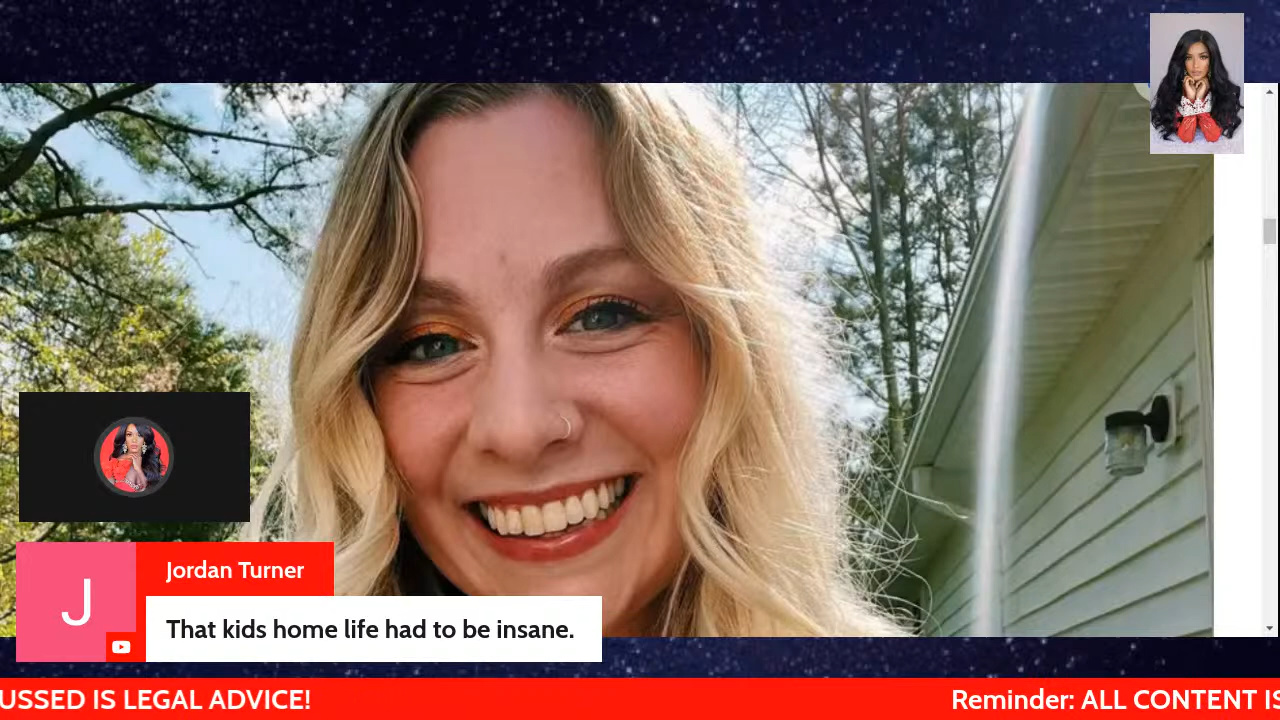 J
Jordan Turner
That kids home life had to be insane.
USSED IS LEGAL ADVICE!
Reminder: ALL CONTENT IS